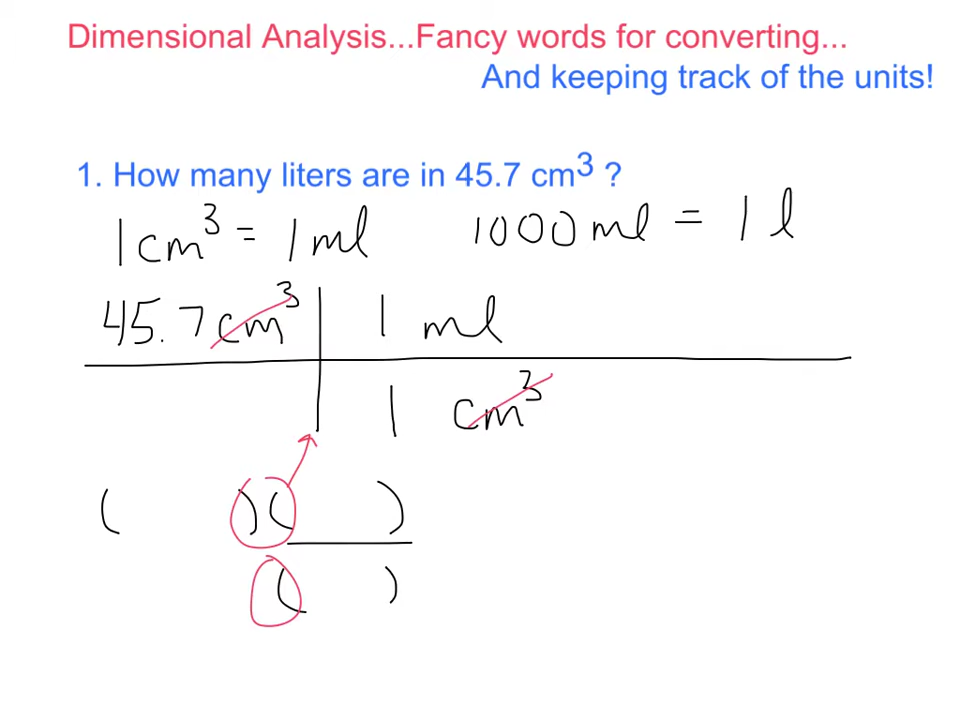 Dimensional Analysis...Fancy words for converting...
And keeping track of the units!
1. How many liters are in 45.7 cm³ ?
1 cm³ = 1 ml 1000 ml = 1 l
45.7 cm³ | 1 ml
1 cm³
( )( )
( )